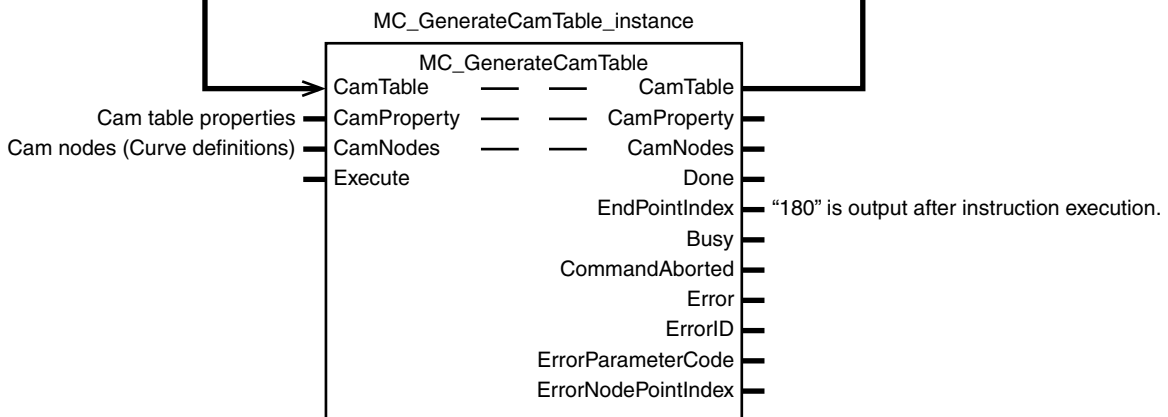 MC_GenerateCamTable_instance
MC_GenerateCamTable
CamTable — — CamTable
Cam table properties CamProperty — — CamProperty
Cam nodes (Curve definitions) CamNodes — — CamNodes
Execute Done
EndPointIndex “180” is output after instruction execution.
Busy
CommandAborted
Error
ErrorID
ErrorParameterCode
ErrorNodePointIndex